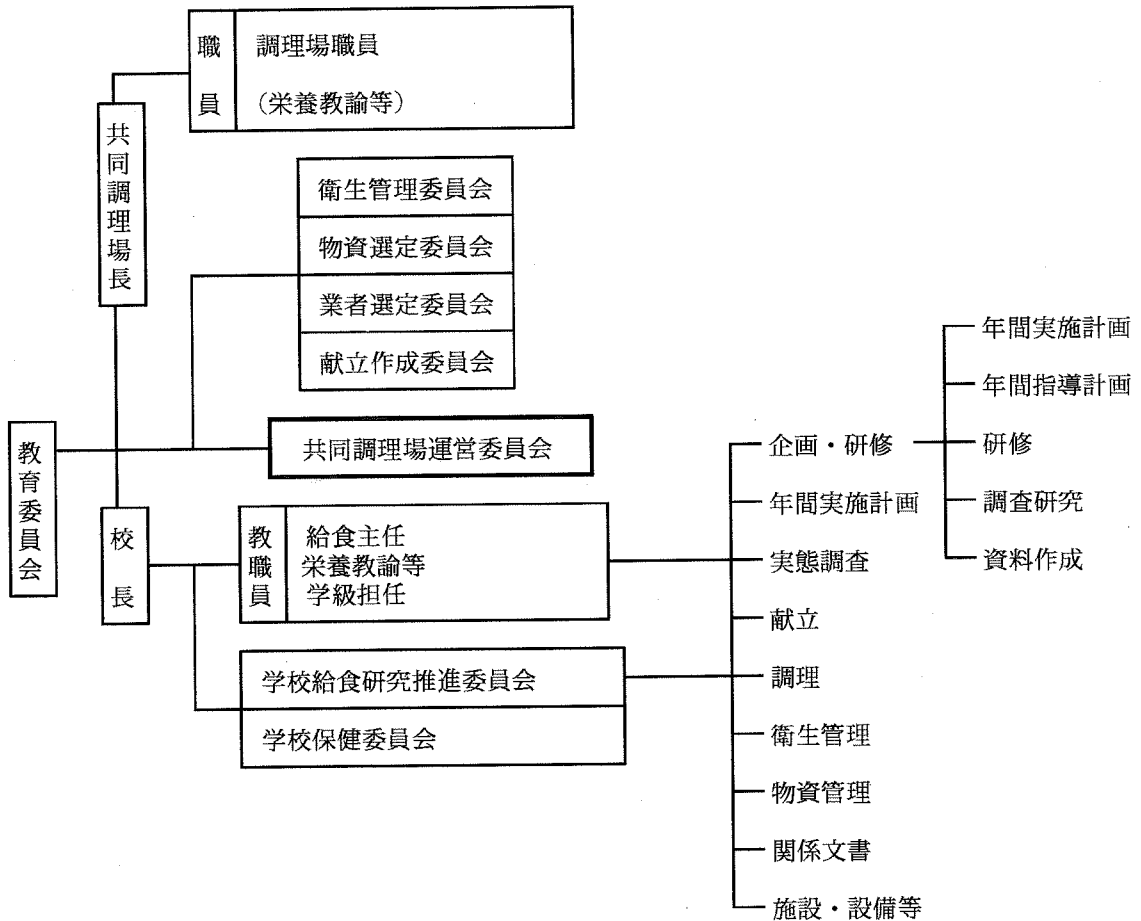 職員
調理場職員
(栄養教諭等)
共同調理場長
衛生管理委員会
物資選定委員会
業者選定委員会
献立作成委員会
教育委員会
共同調理場運営委員会
校長
教職員
給食主任
栄養教諭等
学級担任
学校給食研究推進委員会
学校保健委員会
企画・研修
年間実施計画
実態調査
献立
調理
衛生管理
物資管理
関係文書
施設・設備等
年間実施計画
年間指導計画
研修
調査研究
資料作成